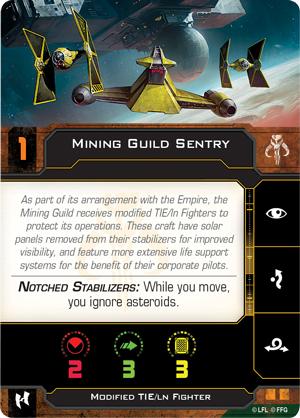 1 Mining Guild Sentry
As part of its arrangement with the Empire, the
Mining Guild receives modified TIE/ln Fighters to
protect its operations. These craft have solar
panels removed from their stabilizers for improved
visibility, and feature more extensive life support
systems for the benefit of their corporate pilots.
Notched Stabilizers: While you move,
you ignore asteroids.
2 3 3
Modified TIE/ln Fighter
© LFL © FFG